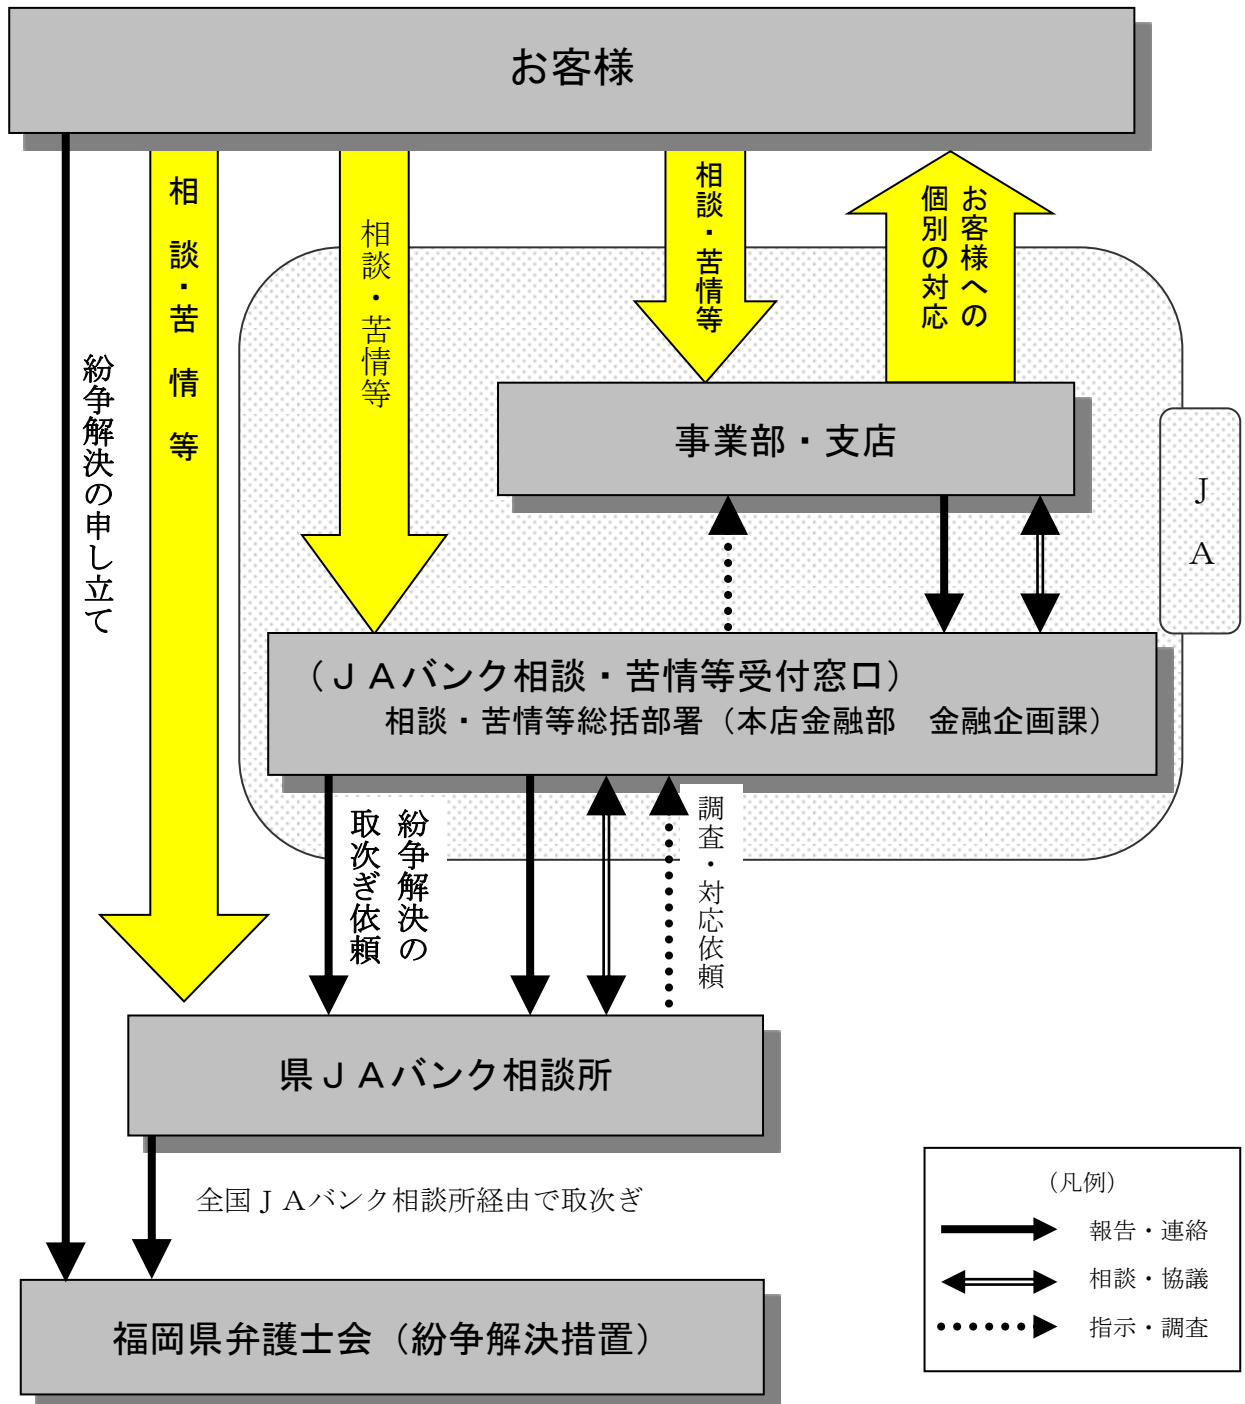 お客様
相談・苦情等
相談・苦情等
相談・苦情等
お客様への
個別の対応
紛争解決の申し立て
事業部・支店
ＪＡ
（ＪＡバンク相談・苦情等受付窓口）
相談・苦情等総括部署（本店金融部　金融企画課）
紛争解決の
取次ぎ依頼
調査・対応依頼
県ＪＡバンク相談所
全国ＪＡバンク相談所経由で取次ぎ
福岡県弁護士会（紛争解決措置）
（凡例）
報告・連絡
相談・協議
指示・調査